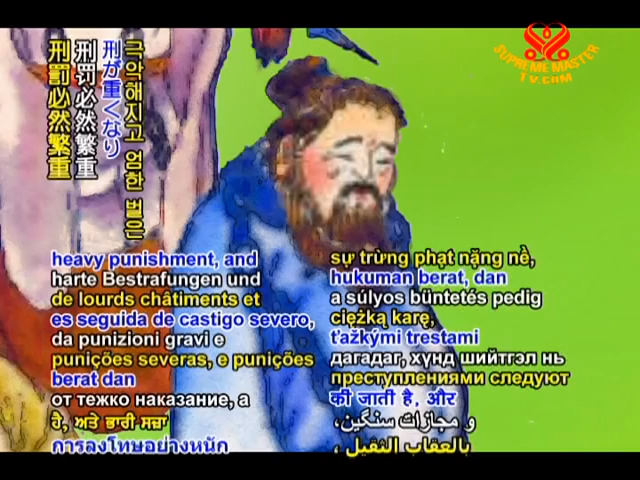 SUPREME MASTER
TV.COM
刑罰必然繁重
刑罚必然繁重
刑が重くなり
극악해지고 엄한 벌은
heavy punishment, and
harte Bestrafungen und
de lourds châtiments et
es seguida de castigo severo,
da punizioni gravi e
punições severas, e punições
berat dan
от тежко наказание, а
ਹੈ, ਅਤੇ ਭਾਰੀ ਸਜ਼ਾ
การลงโทษอย่างหนัก
sự trừng phạt nặng nề,
hukuman berat, dan
a súlyos büntetés pedig
ciężką karę,
ťažkými trestami
дагадаг, хүнд шийтгэл нь
преступлениями следуют
की जाती है, और
و مجازات سنگین،
بالعقاب الثقيل ،